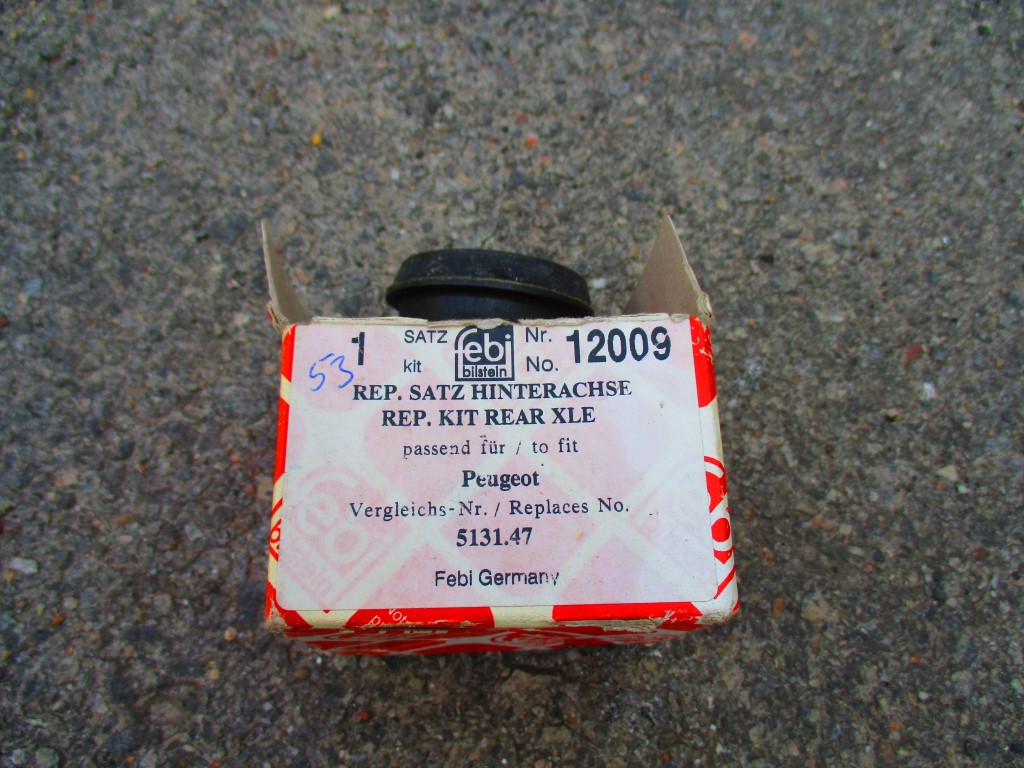 1 SATZ kit febi bilstein Nr. No. 12009
53
REP. SATZ HINTERACHSE
REP. KIT REAR XLE
passend für / to fit
Peugeot
Vergleichs-Nr. / Replaces No.
5131.47
Febi Germany